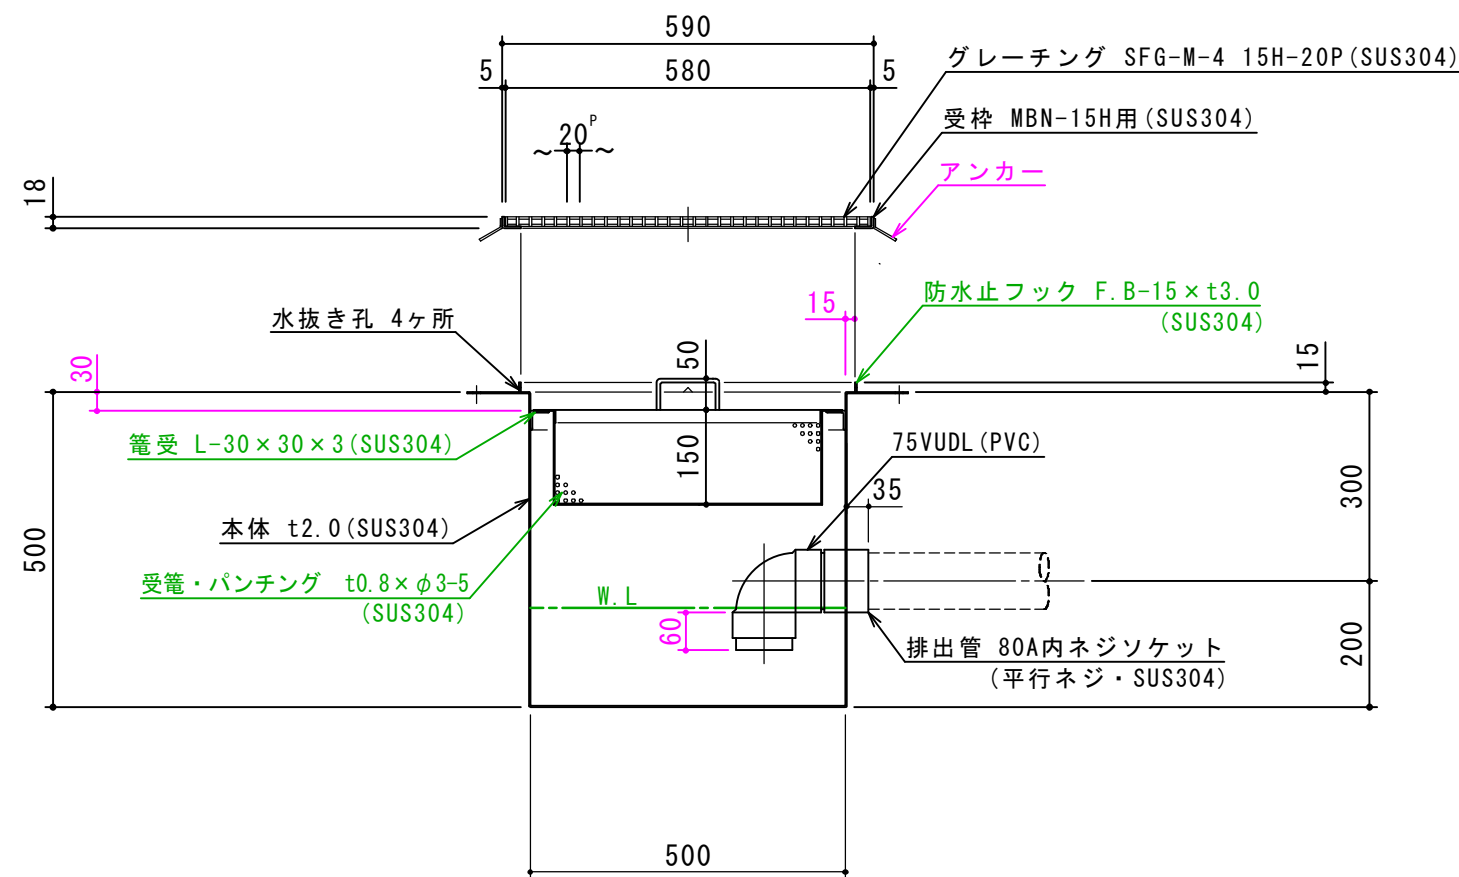 590
グレーチング SFG-M-4 15H-20P(SUS304)
5
580
5
受枠 MBN-15H用(SUS304)
~20P~
アンカー
18
防水止フック F.B-15×t3.0
(SUS304)
15
水抜き孔 4ヶ所
50
15
30
篭受 L-30×30×3(SUS304)
75VUDL(PVC)
150
35
300
本体 t2.0(SUS304)
500
受篭・パンチング t0.8×φ3-5
(SUS304)
W.L
60
排出管 80A内ネジソケット
(平行ネジ・SUS304)
200
500